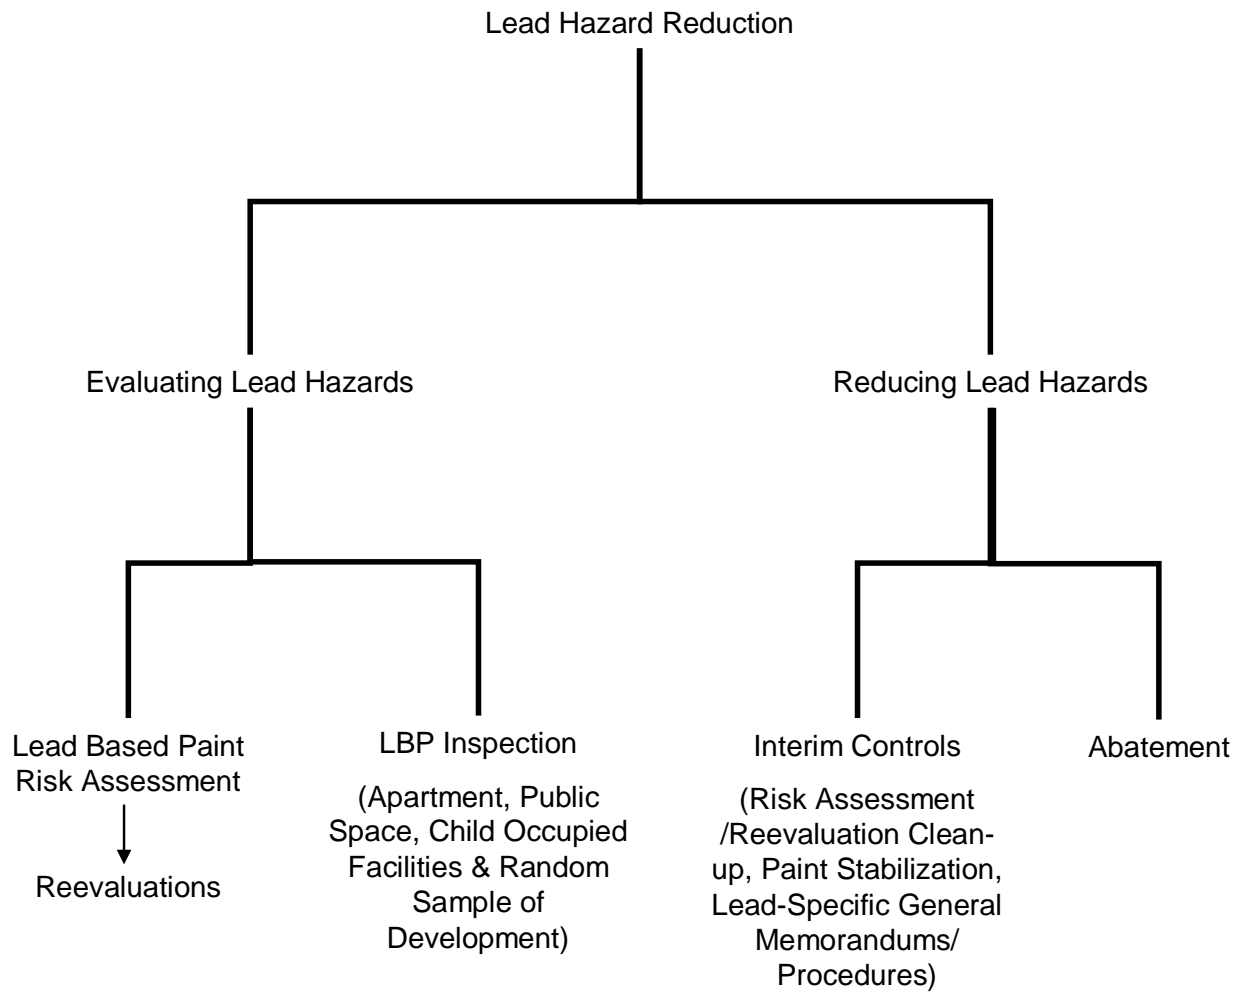 Lead Hazard Reduction
Evaluating Lead Hazards
Reducing Lead Hazards
Lead Based Paint
Risk Assessment
Reevaluations
LBP Inspection
(Apartment, Public
Space, Child Occupied
Facilities & Random
Sample of
Development)
Interim Controls
(Risk Assessment
/Reevaluation Clean-
up, Paint Stabilization,
Lead-Specific General
Memorandums/
Procedures)
Abatement